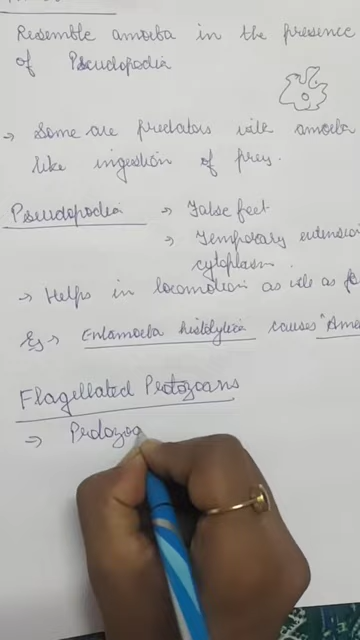 Resemble amoeba in the presence
of Pseudopodia
→ Some are predators with amoeba
like ingestion of prey.
Pseudopodia → False feet
→ Temporary extension
cytoplasm
→ Helps in locomotion as well as
Eg → Entamoeba histolytica causes "Ame
Flagellated Protozoans
⇒ Protozoa